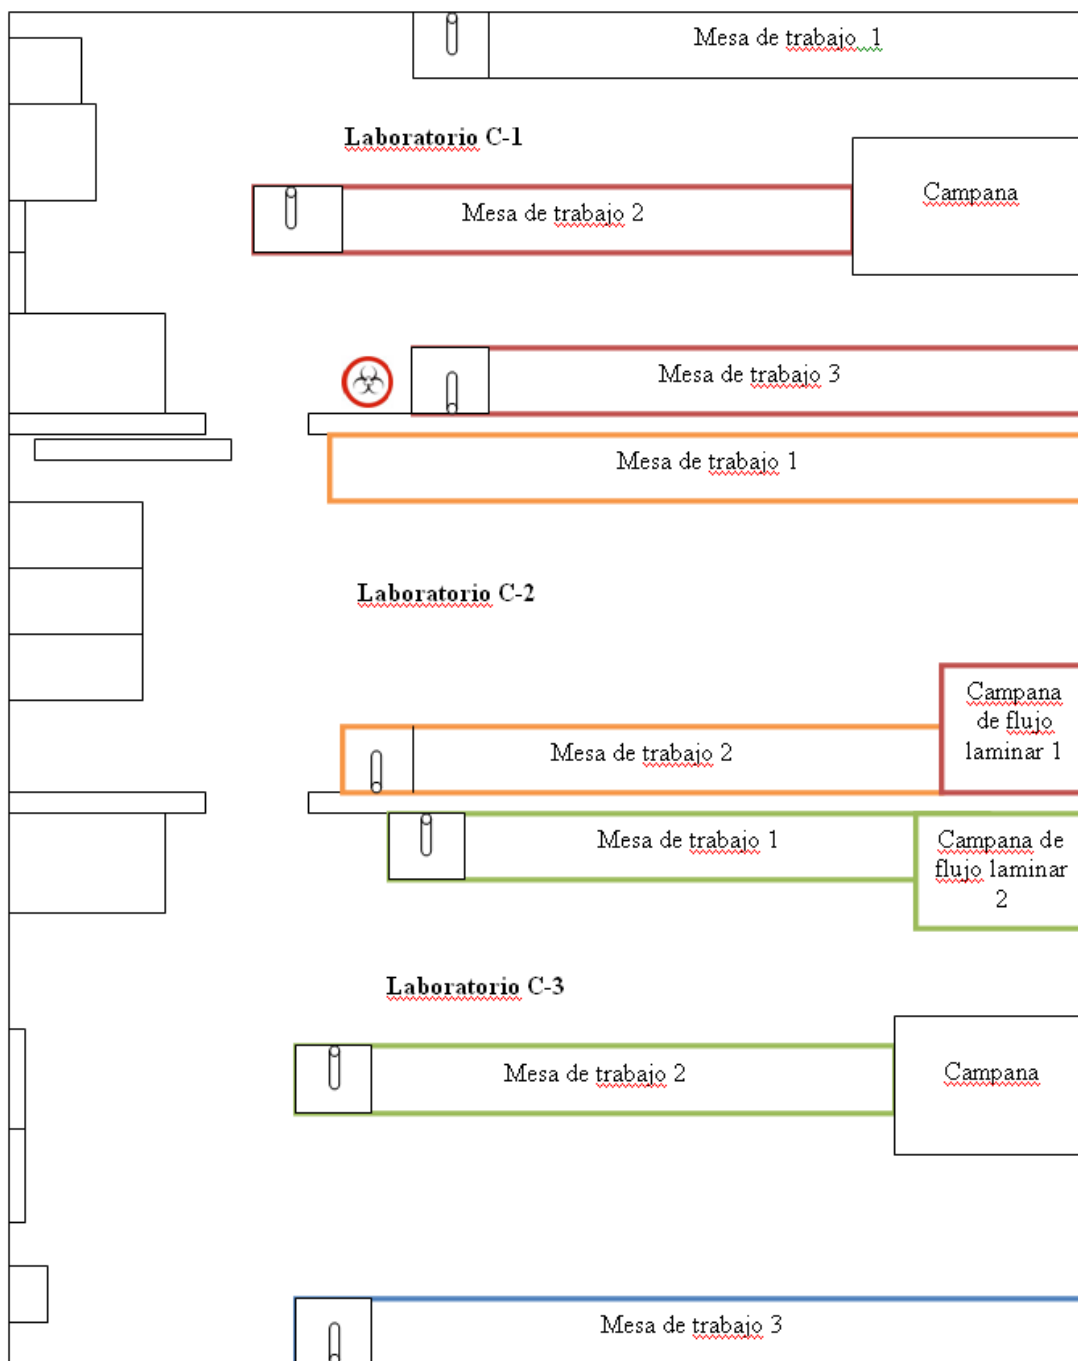 Mesa de trabajo  1
Laboratorio C-1
Campana
Mesa de trabajo 2
Mesa de trabajo 3
Mesa de trabajo 1
Laboratorio C-2
Campana
de flujo
laminar 1
Mesa de trabajo 2
Mesa de trabajo 1
Campana de
flujo laminar
2
Laboratorio C-3
Mesa de trabajo 2
Campana
Mesa de trabajo 3